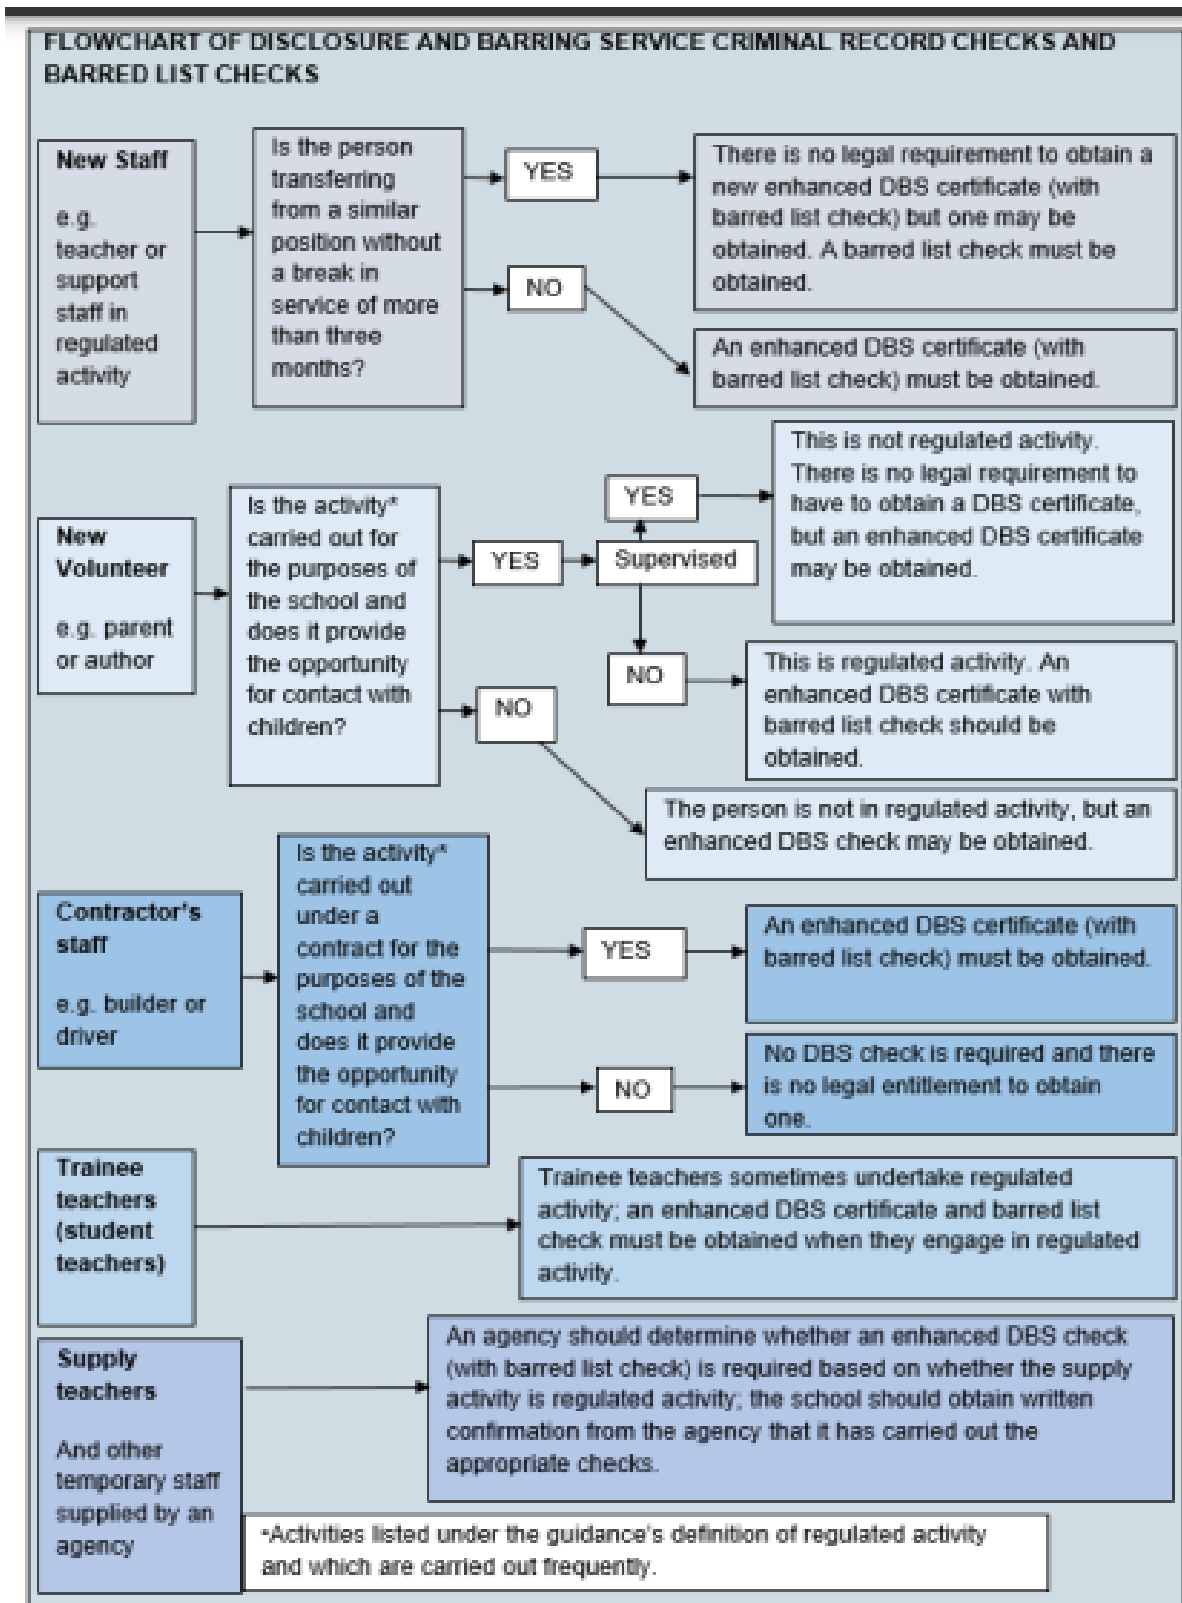 FLOWCHART OF DISCLOSURE AND BARRING SERVICE CRIMINAL RECORD CHECKS AND
BARRED LIST CHECKS
New Staff
e.g.
teacher or
support
staff in
regulated
activity
Is the person
transferring
from a similar
position without
a break in
service of more
than three
months?
YES
There is no legal requirement to obtain a
new enhanced DBS certificate (with
barred list check) but one may be
obtained. A barred list check must be
obtained.
NO
An enhanced DBS certificate (with
barred list check) must be obtained.
New
Volunteer
e.g. parent
or author
Is the activity*
carried out for
the purposes of
the school and
does it provide
the opportunity
for contact with
children?
YES
Supervised
YES
This is not regulated activity.
There is no legal requirement to
have to obtain a DBS certificate,
but an enhanced DBS certificate
may be obtained.
NO
This is regulated activity. An
enhanced DBS certificate with
barred list check should be
obtained.
NO
The person is not in regulated activity, but an
enhanced DBS check may be obtained.
Contractor's
staff
e.g. builder or
driver
Is the activity*
carried out
under a
contract for the
purposes of the
school and
does it provide
the opportunity
for contact with
children?
YES
An enhanced DBS certificate (with
barred list check) must be obtained.
NO
No DBS check is required and there
is no legal entitlement to obtain
one.
Trainee
teachers
(student
teachers)
Trainee teachers sometimes undertake regulated
activity; an enhanced DBS certificate and barred list
check must be obtained when they engage in regulated
activity.
Supply
teachers
And other
temporary staff
supplied by an
agency
An agency should determine whether an enhanced DBS check
(with barred list check) is required based on whether the supply
activity is regulated activity; the school should obtain written
confirmation from the agency that it has carried out the
appropriate checks.
*Activities listed under the guidance's definition of regulated activity
and which are carried out frequently.